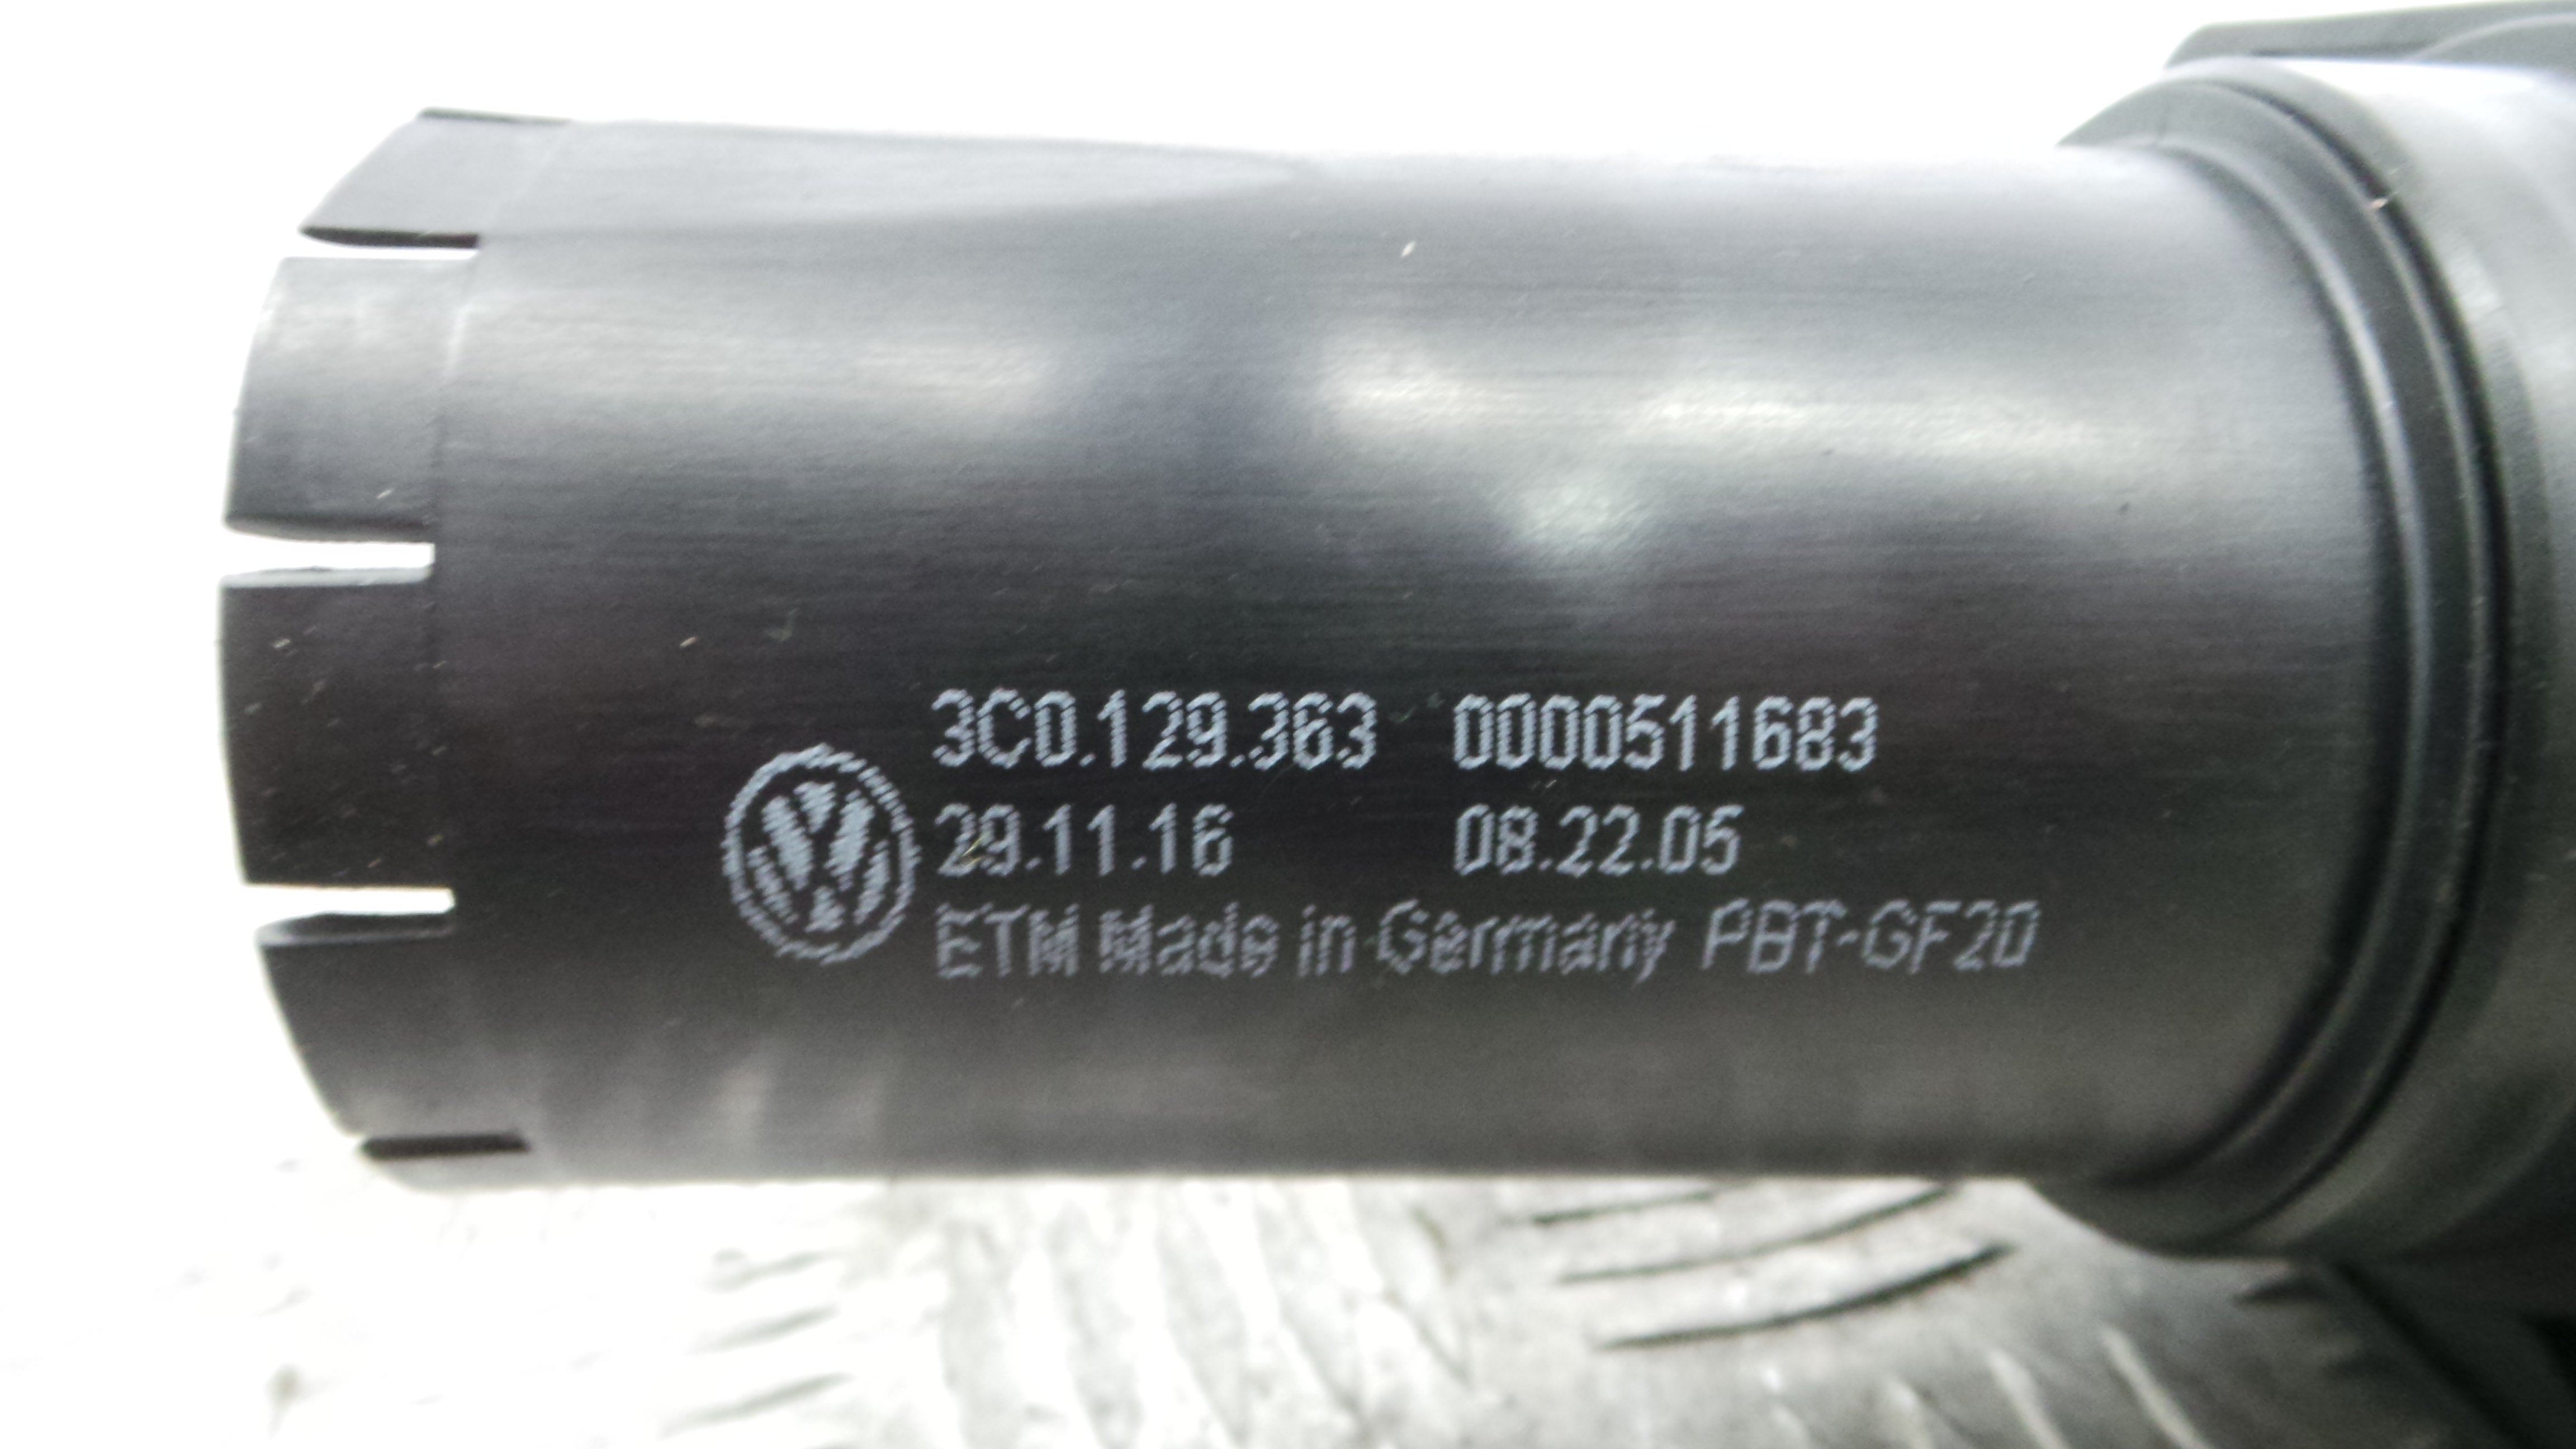 3C0.129.363 0000511683
29.11.16 08.22.05
ETM Made in Germany PBT-GF20